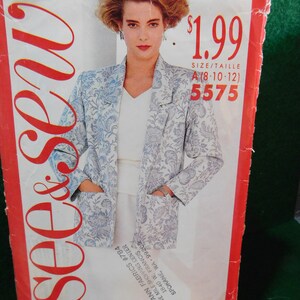 see & sew
$1.99
SIZE/TAILLE
A (8-10-12)
5575